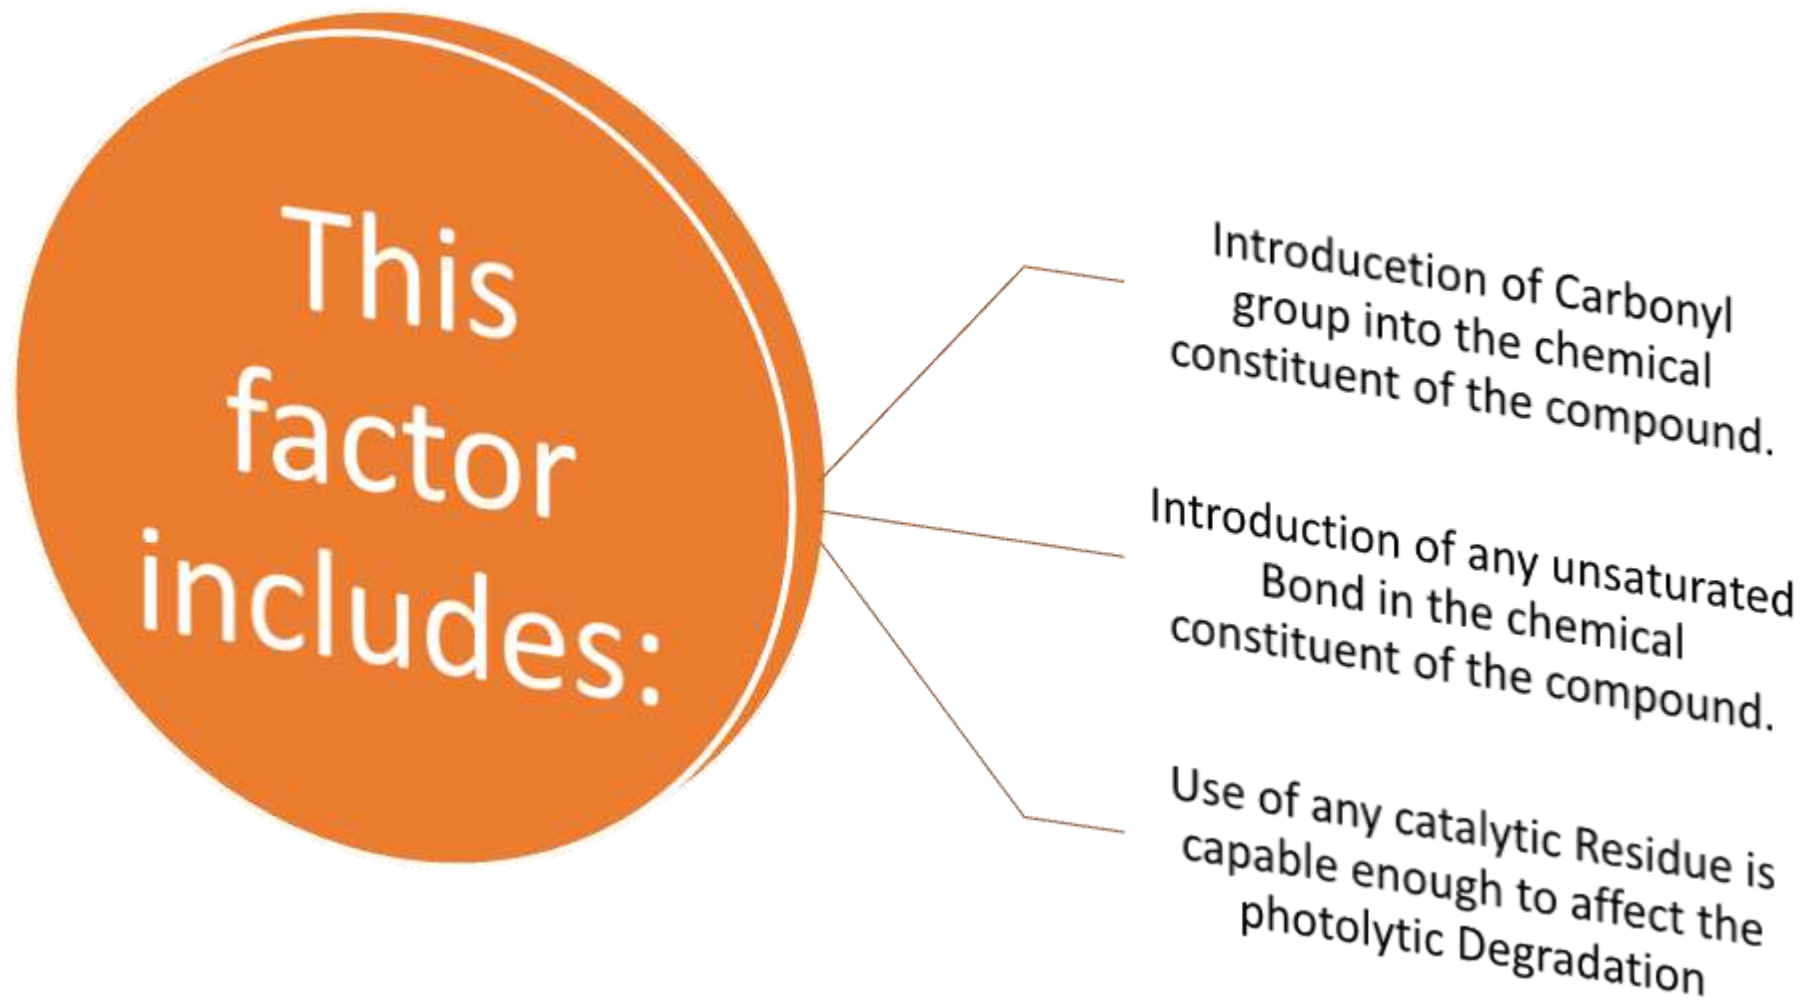 This
factor
includes:
Introducetion of Carbonyl
group into the chemical
constituent of the compound.
Introduction of any unsaturated
Bond in the chemical
constituent of the compound.
Use of any catalytic Residue is
capable enough to affect the
photolytic Degradation